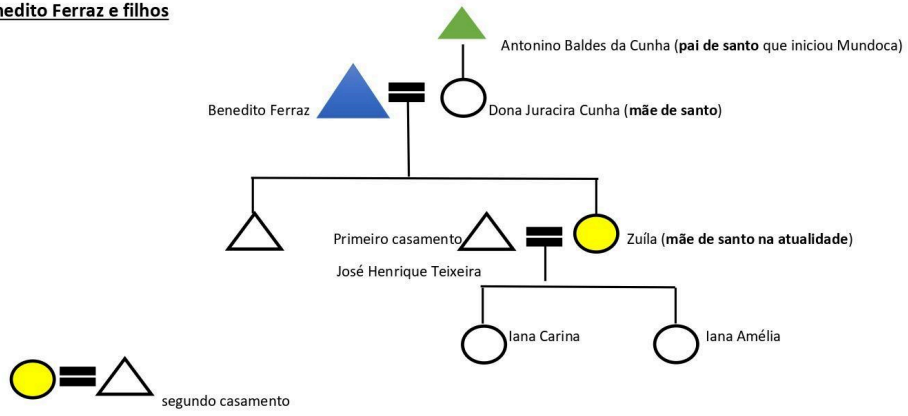 nedito Ferraz e filhos
Antonino Baldes da Cunha (pai de santo que iniciou Mundoca)
Benedito Ferraz
Dona Juracira Cunha (mãe de santo)
Primeiro casamento
Zuíla (mãe de santo na atualidade)
José Henrique Teixeira
Iana Carina
Iana Amélia
segundo casamento